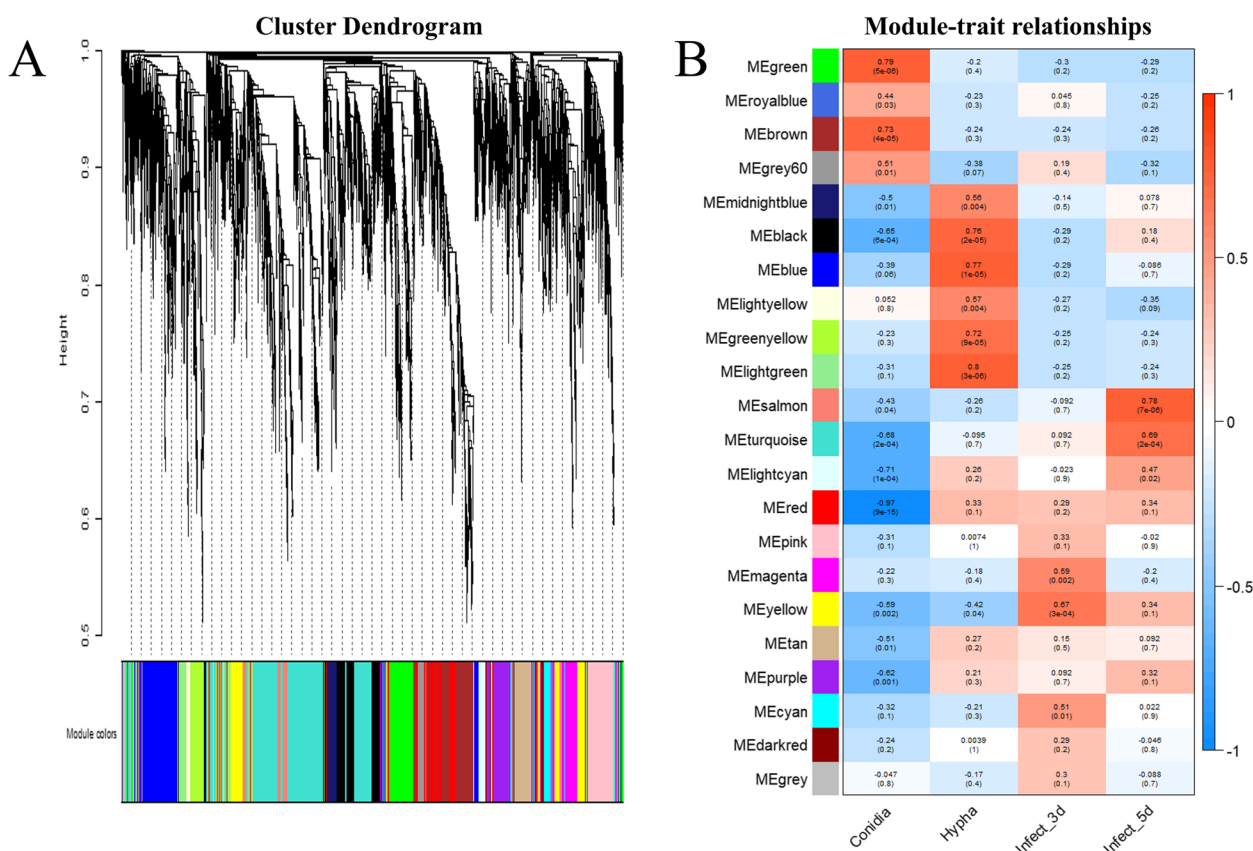 Cluster Dendrogram
Module-trait relationships
A
B
Height
1.0
0.9
0.8
0.7
0.6
0.5
Module colors
MEgreen 0.79 -0.2 -0.3 -0.29
(5e-06) (0.4) (0.2) (0.2)
MEroyalblue 0.44 -0.23 0.045 -0.25
(0.03) (0.3) (0.8) (0.2)
MEbrown 0.73 -0.24 -0.24 -0.26
(4e-05) (0.3) (0.3) (0.2)
MEgrey60 0.51 -0.38 0.19 -0.32
(0.01) (0.07) (0.4) (0.1)
MEmidnightblue -0.5 0.56 -0.14 0.078
(0.01) (0.004) (0.5) (0.7)
MEblack -0.65 0.76 -0.29 0.18
(6e-04) (2e-05) (0.2) (0.4)
MEblue -0.39 0.77 -0.29 -0.086
(0.06) (1e-05) (0.2) (0.7)
MElightyellow 0.052 0.57 -0.27 -0.35
(0.8) (0.004) (0.2) (0.09)
MEgreenyellow -0.23 0.72 -0.25 -0.24
(0.3) (9e-05) (0.2) (0.3)
MElightgreen -0.31 0.8 -0.25 -0.24
(0.1) (3e-06) (0.2) (0.3)
MEsalmon -0.43 -0.26 -0.092 0.78
(0.04) (0.2) (0.7) (7e-06)
MEturquoise -0.68 -0.095 0.092 0.69
(2e-04) (0.7) (0.7) (2e-04)
MElightcyan -0.71 0.26 -0.023 0.47
(1e-04) (0.2) (0.9) (0.02)
MEred -0.97 0.33 0.29 0.34
(9e-15) (0.1) (0.2) (0.1)
MEpink -0.31 0.0074 0.33 -0.02
(0.1) (1) (0.1) (0.9)
MEmagenta -0.22 -0.18 0.59 -0.2
(0.3) (0.4) (0.002) (0.4)
MEyellow -0.59 -0.42 0.67 0.34
(0.002) (0.04) (3e-04) (0.1)
MEtan -0.51 0.27 0.15 0.092
(0.01) (0.2) (0.5) (0.7)
MEpurple -0.62 0.21 0.092 0.32
(0.001) (0.3) (0.7) (0.1)
MEcyan -0.32 -0.21 0.51 0.022
(0.1) (0.3) (0.01) (0.9)
MEdarkred -0.24 0.0039 0.29 -0.046
(0.2) (1) (0.2) (0.8)
MEgrey -0.047 -0.17 0.3 -0.088
(0.8) (0.4) (0.1) (0.7)
Conidia Hypha Infect_3d Infect_5d
1
0.5
0
-0.5
-1